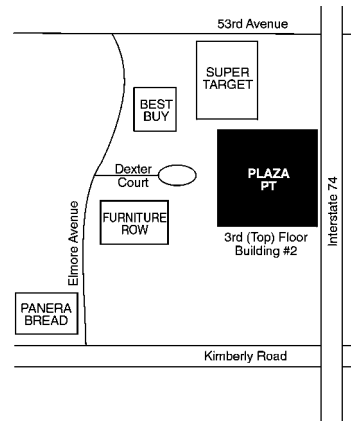 53rd Avenue
SUPER
TARGET
BEST
BUY
Dexter
Court
PLAZA
PT
Interstate 74
Elmore Avenue
FURNITURE
ROW
3rd (Top) Floor
Building #2
PANERA
BREAD
Kimberly Road